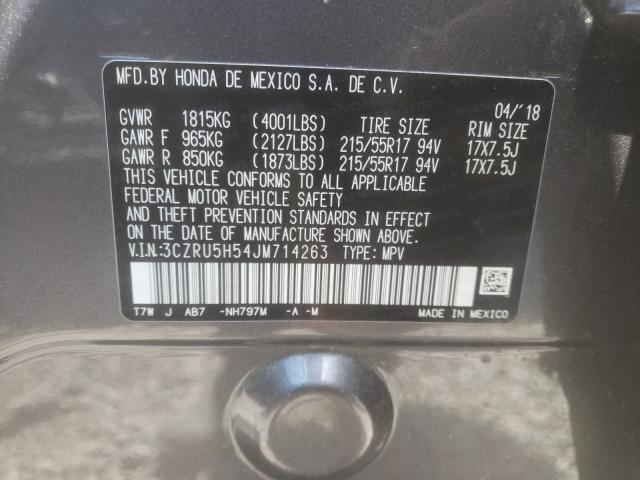 MFD.BY HONDA DE MEXICO S.A. DE C.V.
04/'18
GVWR 1815KG (4001LBS) TIRE SIZE RIM SIZE
GAWR F 965KG (2127LBS) 215/55R17 94V 17X7.5J
GAWR R 850KG (1873LBS) 215/55R17 94V 17X7.5J
THIS VEHICLE CONFORMS TO ALL APPLICABLE
FEDERAL MOTOR VEHICLE SAFETY
AND THEFT PREVENTION STANDARDS IN EFFECT
ON THE DATE OF MANUFACTURE SHOWN ABOVE.
V.I.N:3CZRU5H54JM714263 TYPE: MPV
T7W J AB7 -NH797M -A -M MADE IN MEXICO